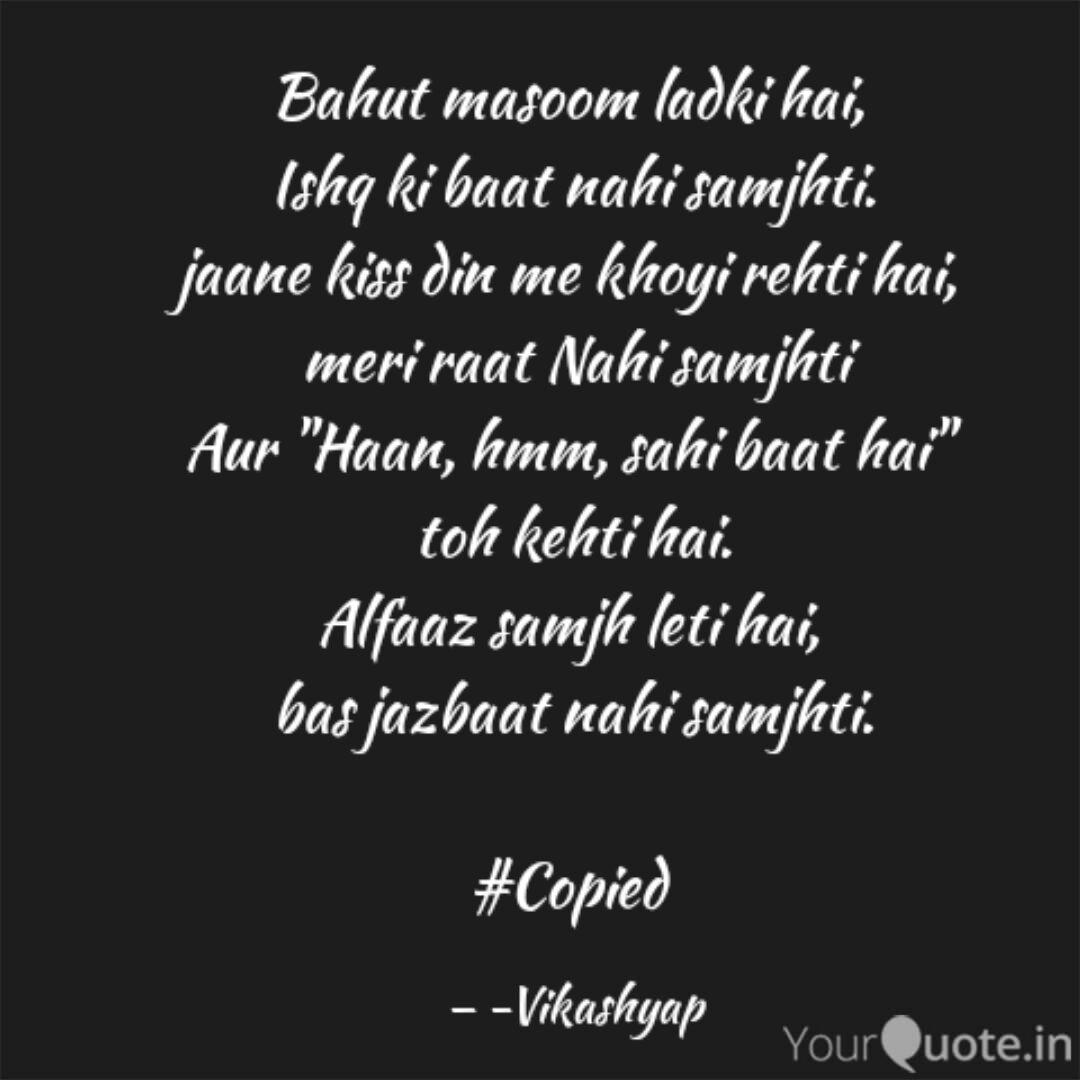 Bahut masoom ladki hai,
Ishq ki baat nahi samjhti.
jaane kiss din me khoyi rehti hai,
meri raat Nahi samjhti
Aur "Haan, hmm, sahi baat hai"
toh kehti hai.
Alfaaz samjh leti hai,
bas jazbaat nahi samjhti.
#Copied
- -Vikashyap
YourQuote.in